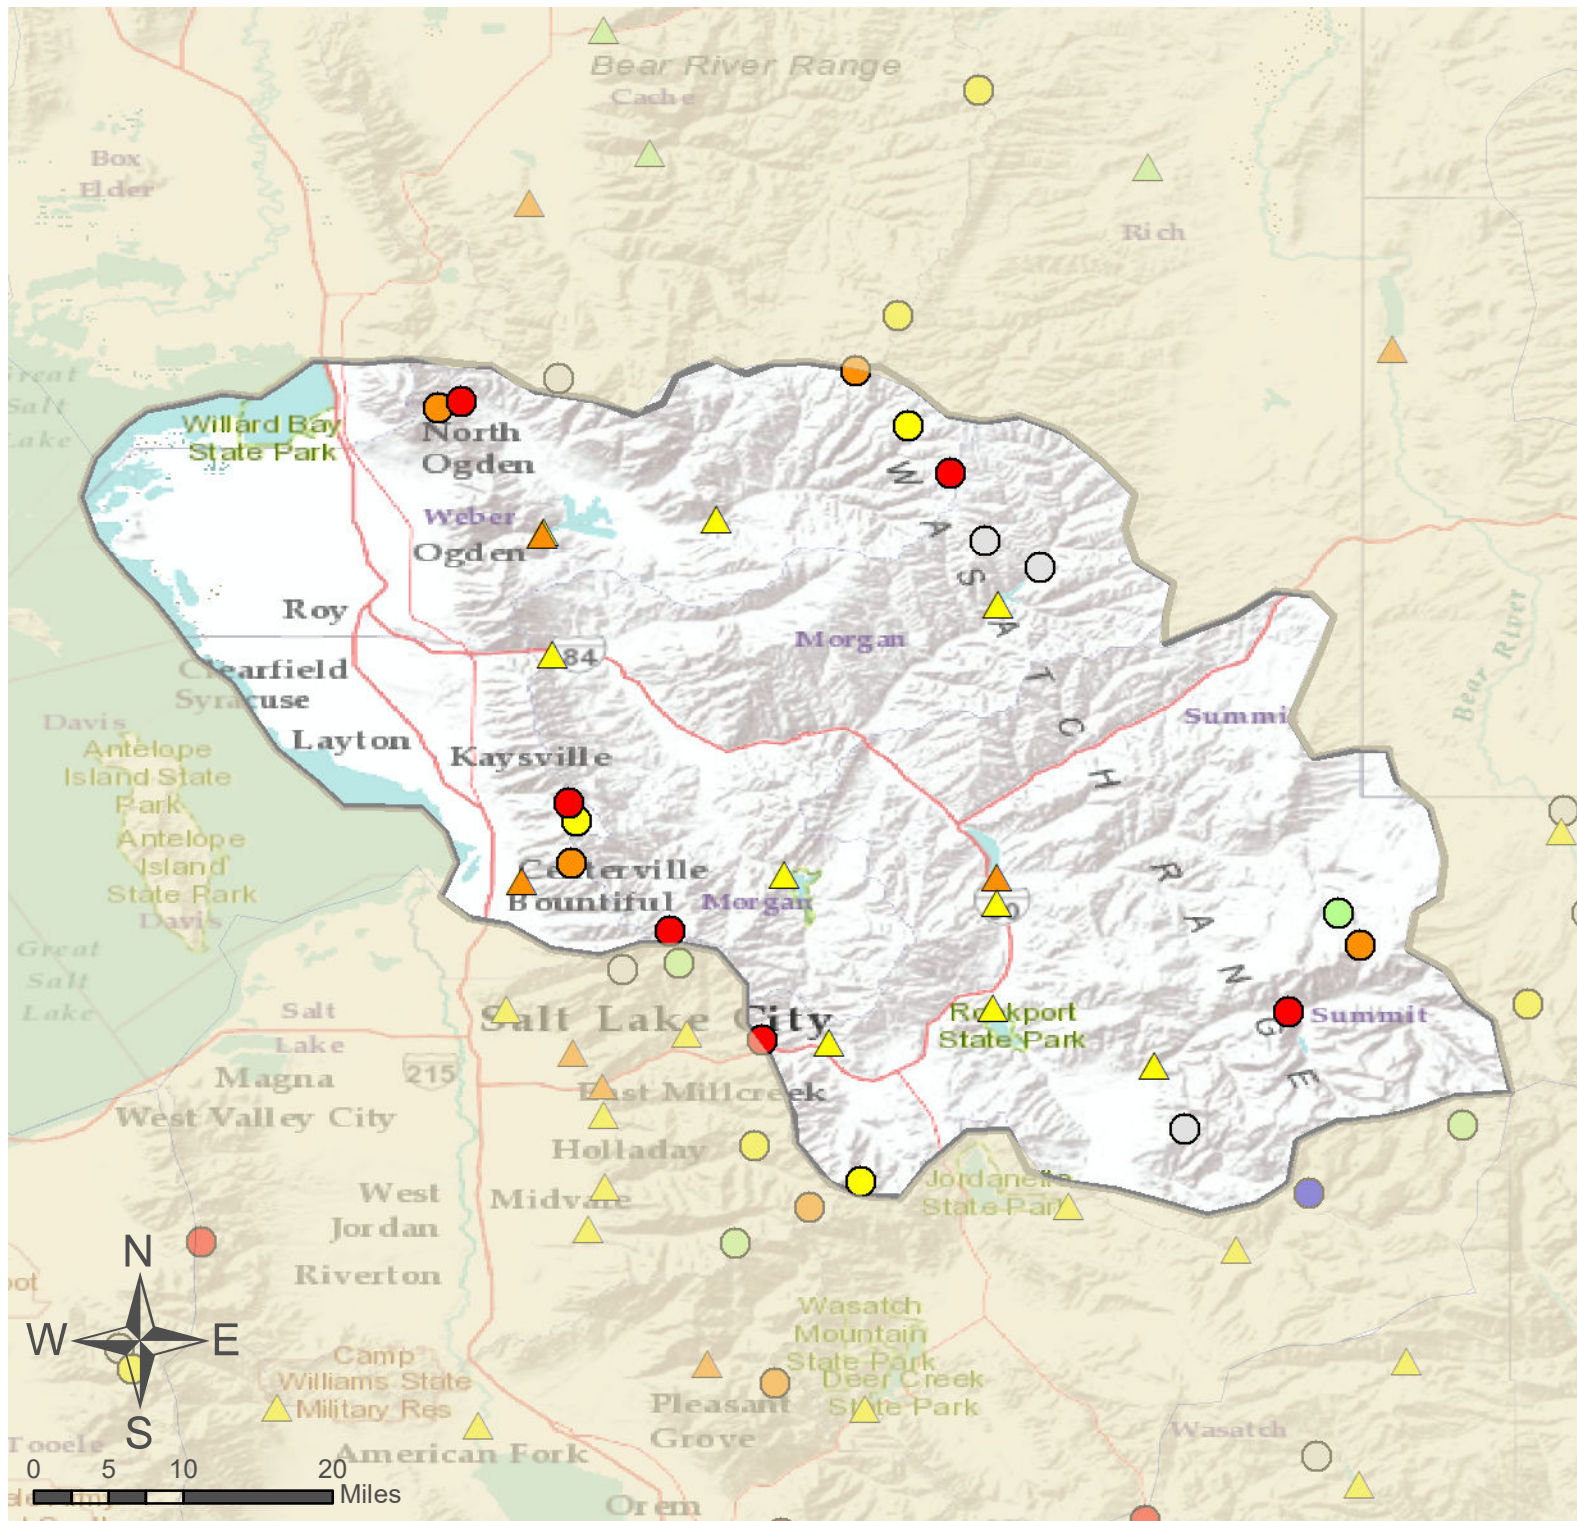 Bear River Range
Cache
Box
Elder
Rich
Great
Salt
Lake
Willard Bay
State Park
North
Ogden
Weber
Ogden
W
A
S
A
T
C
H
R
A
N
G
E
Roy
Morgan
84
Clearfield
Syracuse
Bear River
Davis
Summi
Antelope
Island State
Park
Layton
Kaysville
Antelope
Island
State Park
Davis
Centerville
Bountiful
Morgan
Great
Salt
Lake
Salt
Lake
Salt Lake City
Rockport
State Park
Summit
Magna
215
West Valley City
East Millcreek
Holladay
West
Jordan
Midvale
Jordanelle
State Park
Riverton
N
W
E
S
Wasatch
Mountain
State Park
Deer Creek
State Park
Camp
Williams State
Military Res
Pleasant
Grove
Wasatch
Tooele
American Fork
Orem
0 5 10 20
Miles